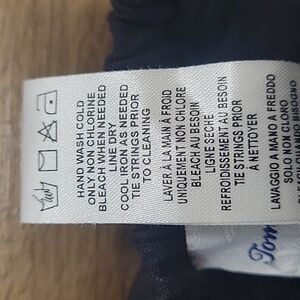 HAND WASH COLD
ONLY NON CHLORINE
BLEACH WHEN NEEDED
LINE DRY
COOL IRON AS NEEDED
TIE STRINGS PRIOR
TO CLEANING
LAVER À LA MAIN À FROID
UNIQUEMENT NON CHLORE
BLEACH AU BESOIN
LIGNE SÈCHE
REFROIDISSEMENT AU BESOIN
TIE STRINGS PRIOR
À NETTOYER
LAVAGGIO A MANO A FREDDO
SOLO NON CLORO
Tom